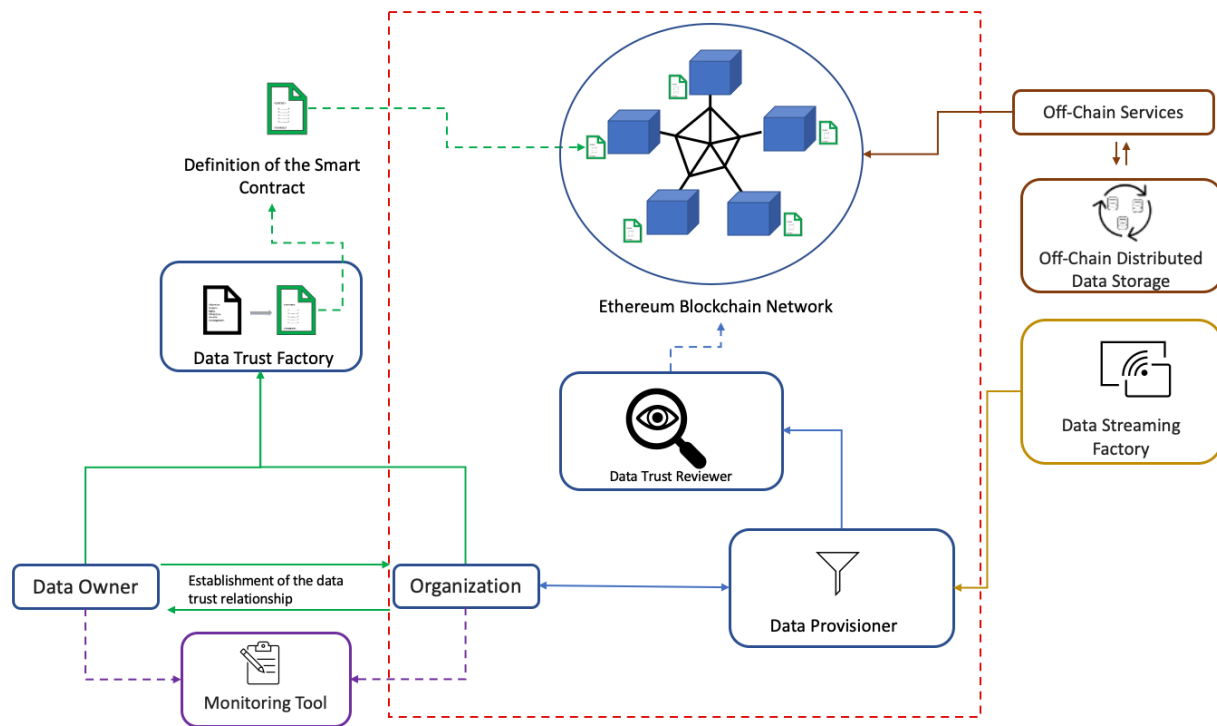 Off-Chain Services
Definition of the Smart
Contract
Off-Chain Distributed
Data Storage
Ethereum Blockchain Network
Data Trust Factory
Data Streaming
Factory
Data Trust Reviewer
Data Owner
Establishment of the data
trust relationship
Organization
Data Provisioner
Monitoring Tool